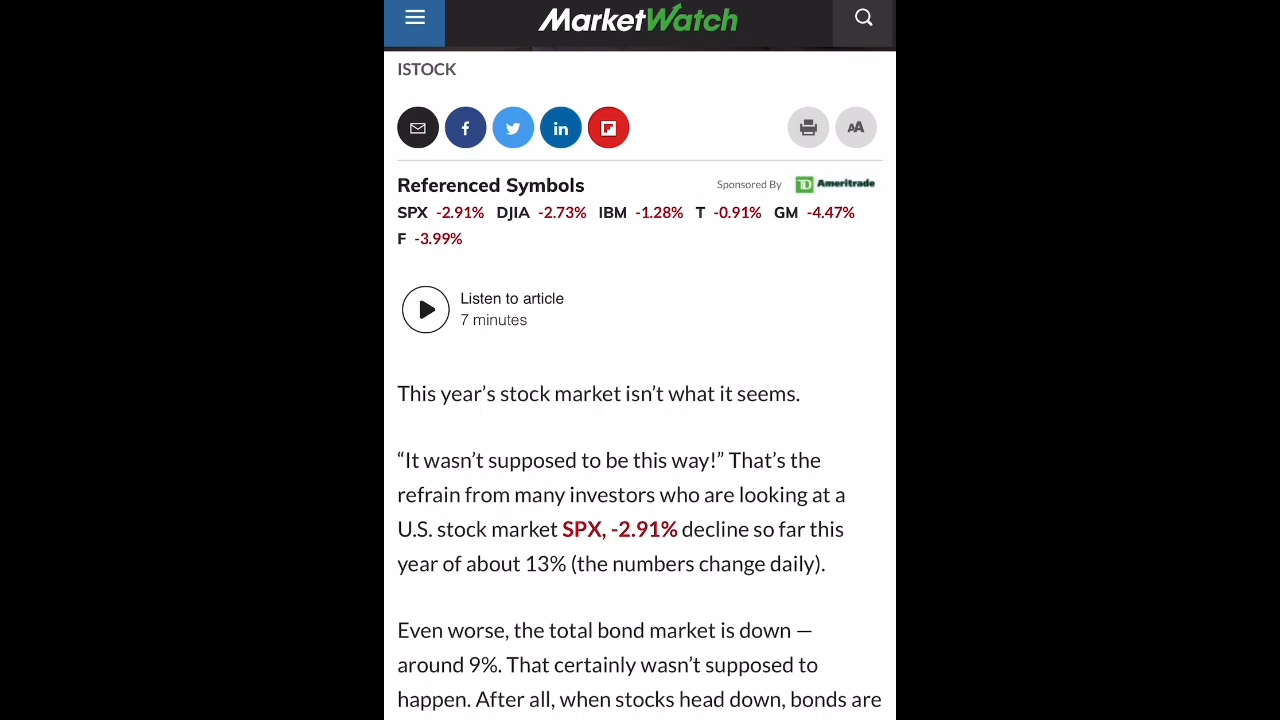 MarketWatch
ISTOCK
f in AA
Referenced Symbols Sponsored By TD Ameritrade
SPX -2.91% DJIA -2.73% IBM -1.28% T -0.91% GM -4.47%
F -3.99%
Listen to article
7 minutes
This year’s stock market isn’t what it seems.
“It wasn’t supposed to be this way!” That’s the
refrain from many investors who are looking at a
U.S. stock market SPX, -2.91% decline so far this
year of about 13% (the numbers change daily).
Even worse, the total bond market is down —
around 9%. That certainly wasn’t supposed to
happen. After all, when stocks head down, bonds are